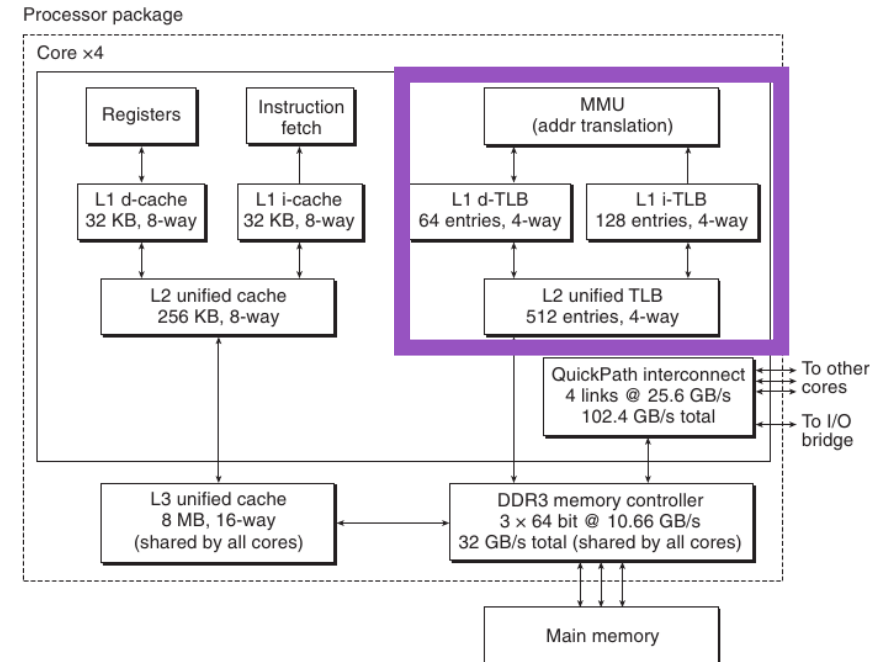 Processor package
Core ×4
Registers
Instruction
fetch
MMU
(addr translation)
L1 d-cache
32 KB, 8-way
L1 i-cache
32 KB, 8-way
L1 d-TLB
64 entries, 4-way
L1 i-TLB
128 entries, 4-way
L2 unified cache
256 KB, 8-way
L2 unified TLB
512 entries, 4-way
QuickPath interconnect
4 links @ 25.6 GB/s
102.4 GB/s total
To other
cores
To I/O
bridge
L3 unified cache
8 MB, 16-way
(shared by all cores)
DDR3 memory controller
3 × 64 bit @ 10.66 GB/s
32 GB/s total (shared by all cores)
Main memory